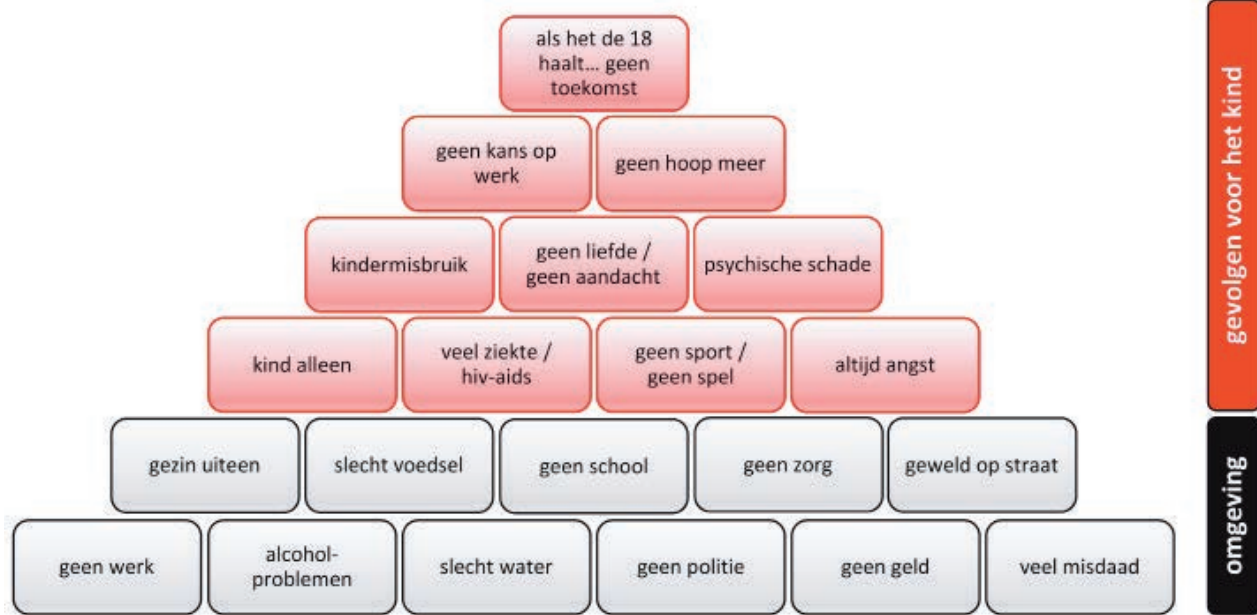 als het de 18
haalt... geen
toekomst
geen kans op
werk
geen hoop meer
kindermisbruik
geen liefde /
geen aandacht
psychische schade
kind alleen
veel ziekte /
hiv-aids
geen sport /
geen spel
altijd angst
gezin uiteen
slecht voedsel
geen school
geen zorg
geweld op straat
geen werk
alcohol-
problemen
slecht water
geen politie
geen geld
veel misdaad
gevolgen voor het kind
omgeving